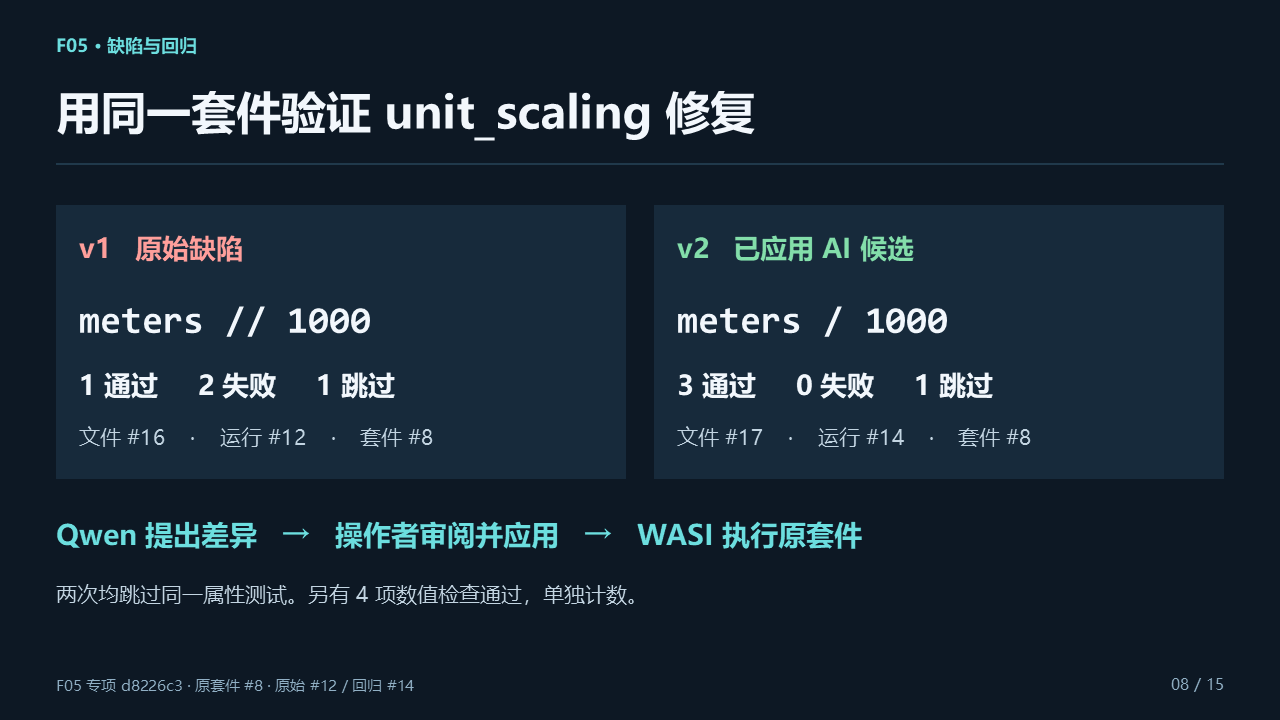 F05 • 缺陷与回归
用同一套件验证 unit_scaling 修复
v1 原始缺陷
meters // 1000
1 通过 2 失败 1 跳过
文件 #16 · 运行 #12 · 套件 #8
v2 已应用 AI 候选
meters / 1000
3 通过 0 失败 1 跳过
文件 #17 · 运行 #14 · 套件 #8
Qwen 提出差异 → 操作者审阅并应用 → WASI 执行原套件
两次均跳过同一属性测试。另有 4 项数值检查通过，单独计数。
F05 专项 d8226c3 · 原套件 #8 · 原始 #12 / 回归 #14
08 / 15